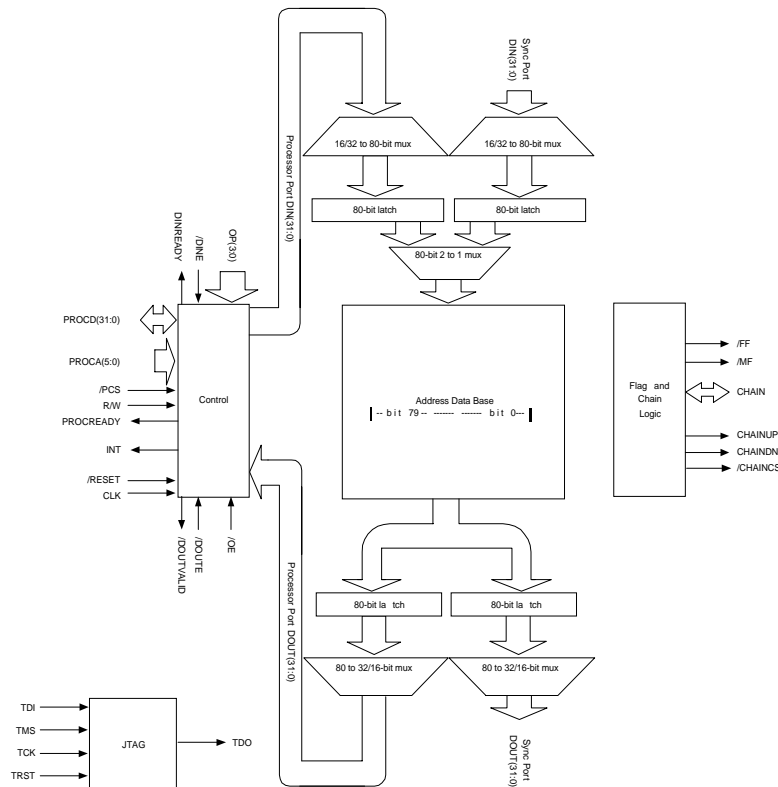 Sync Port
DIN(31:0)
16/32 to 80-bit mux
16/32 to 80-bit mux
Processor Port DIN(31:0)
80-bit latch
80-bit latch
DINREADY
/DINE
OP(3:0)
80-bit 2 to 1 mux
PROCD(31:0)
PROCA(5:0)
/PCS
R/W
PROCREADY
INT
/RESET
CLK
Control
Address Data Base
-- bit 79 -- ------- ------- bit 0---
Flag and
Chain
Logic
/FF
/MF
CHAIN
CHAINUP
CHAINDN
/CHAINCS
/DOUTVALID
/DOUTE
/OE
Processor Port DOUT(31:0)
80-bit la tch
80-bit la tch
80 to 32/16-bit mux
80 to 32/16-bit mux
Sync Port
DOUT(31:0)
TDI
TMS
TCK
TRST
JTAG
TDO